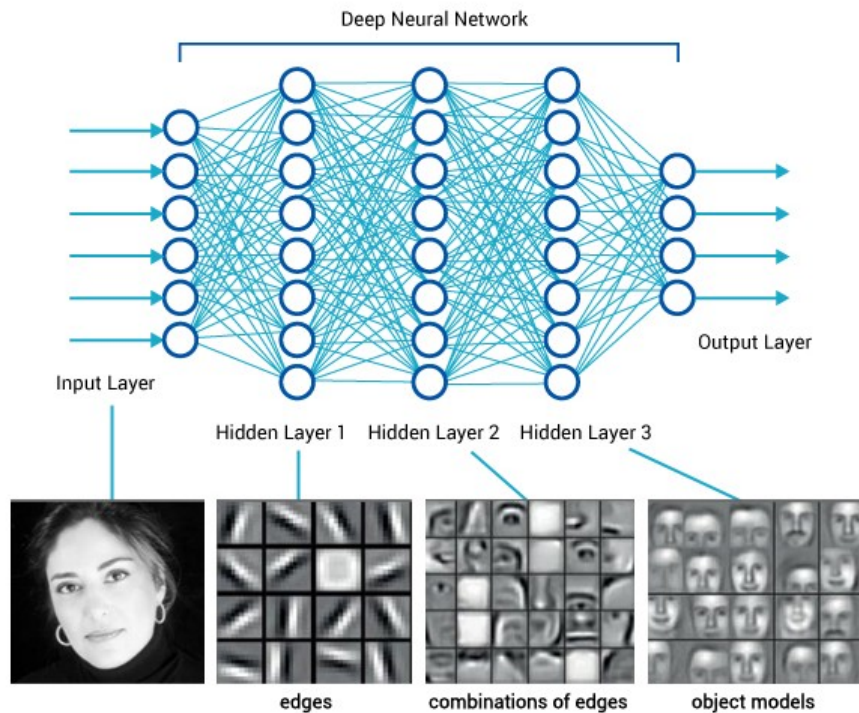 Deep Neural Network
Input Layer
Output Layer
Hidden Layer 1
Hidden Layer 2
Hidden Layer 3
edges
combinations of edges
object models